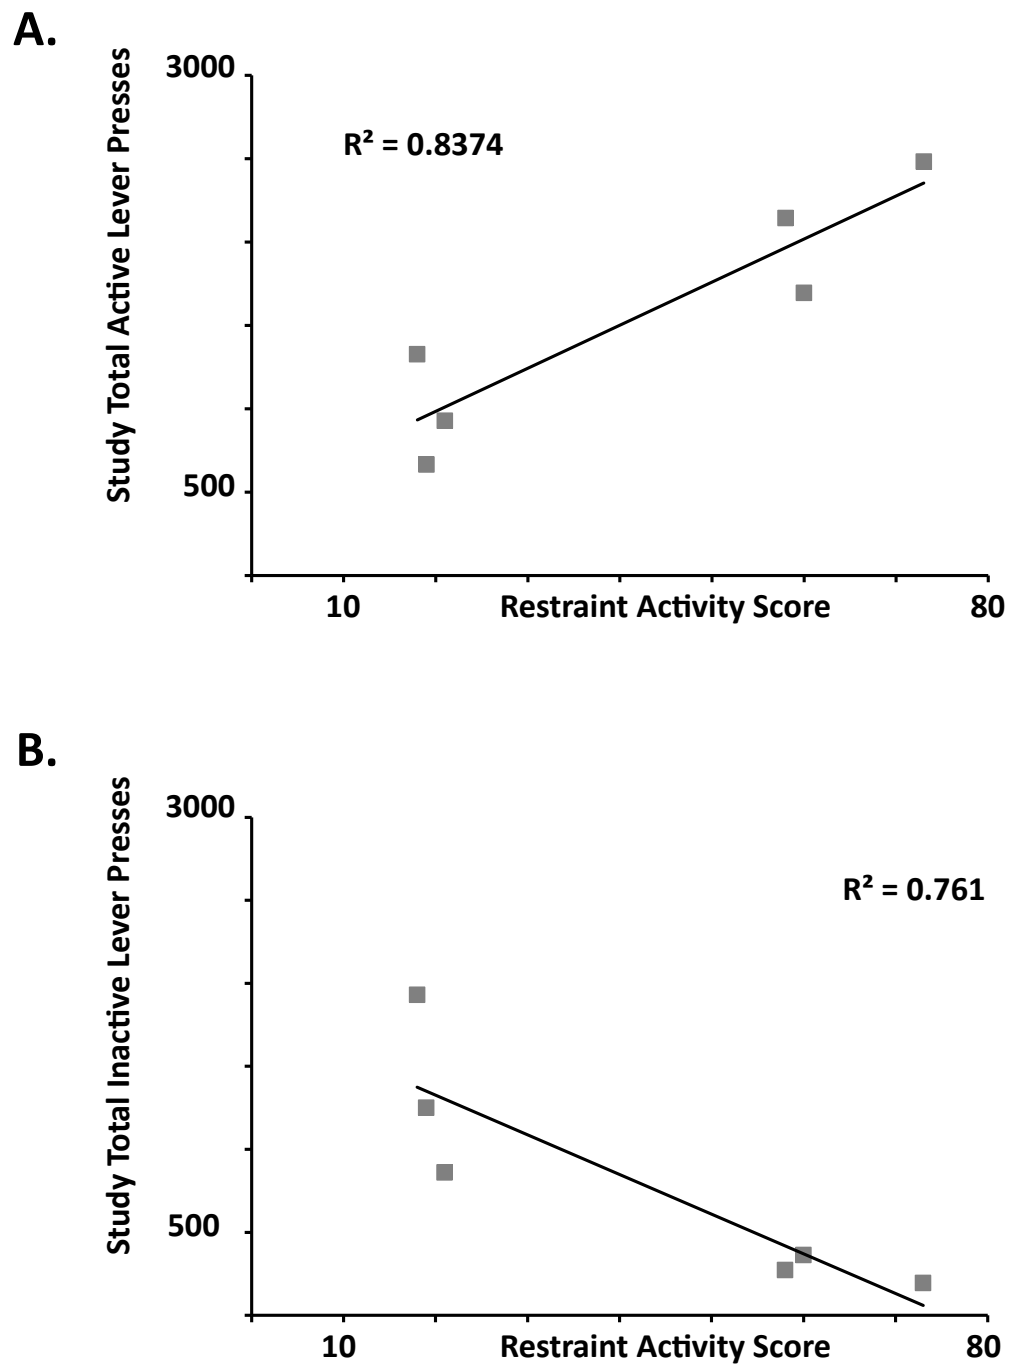 A.
Study Total Active Lever Presses
3000
R² = 0.8374
500
10
Restraint Activity Score
80
B.
Study Total Inactive Lever Presses
3000
R² = 0.761
500
10
Restraint Activity Score
80